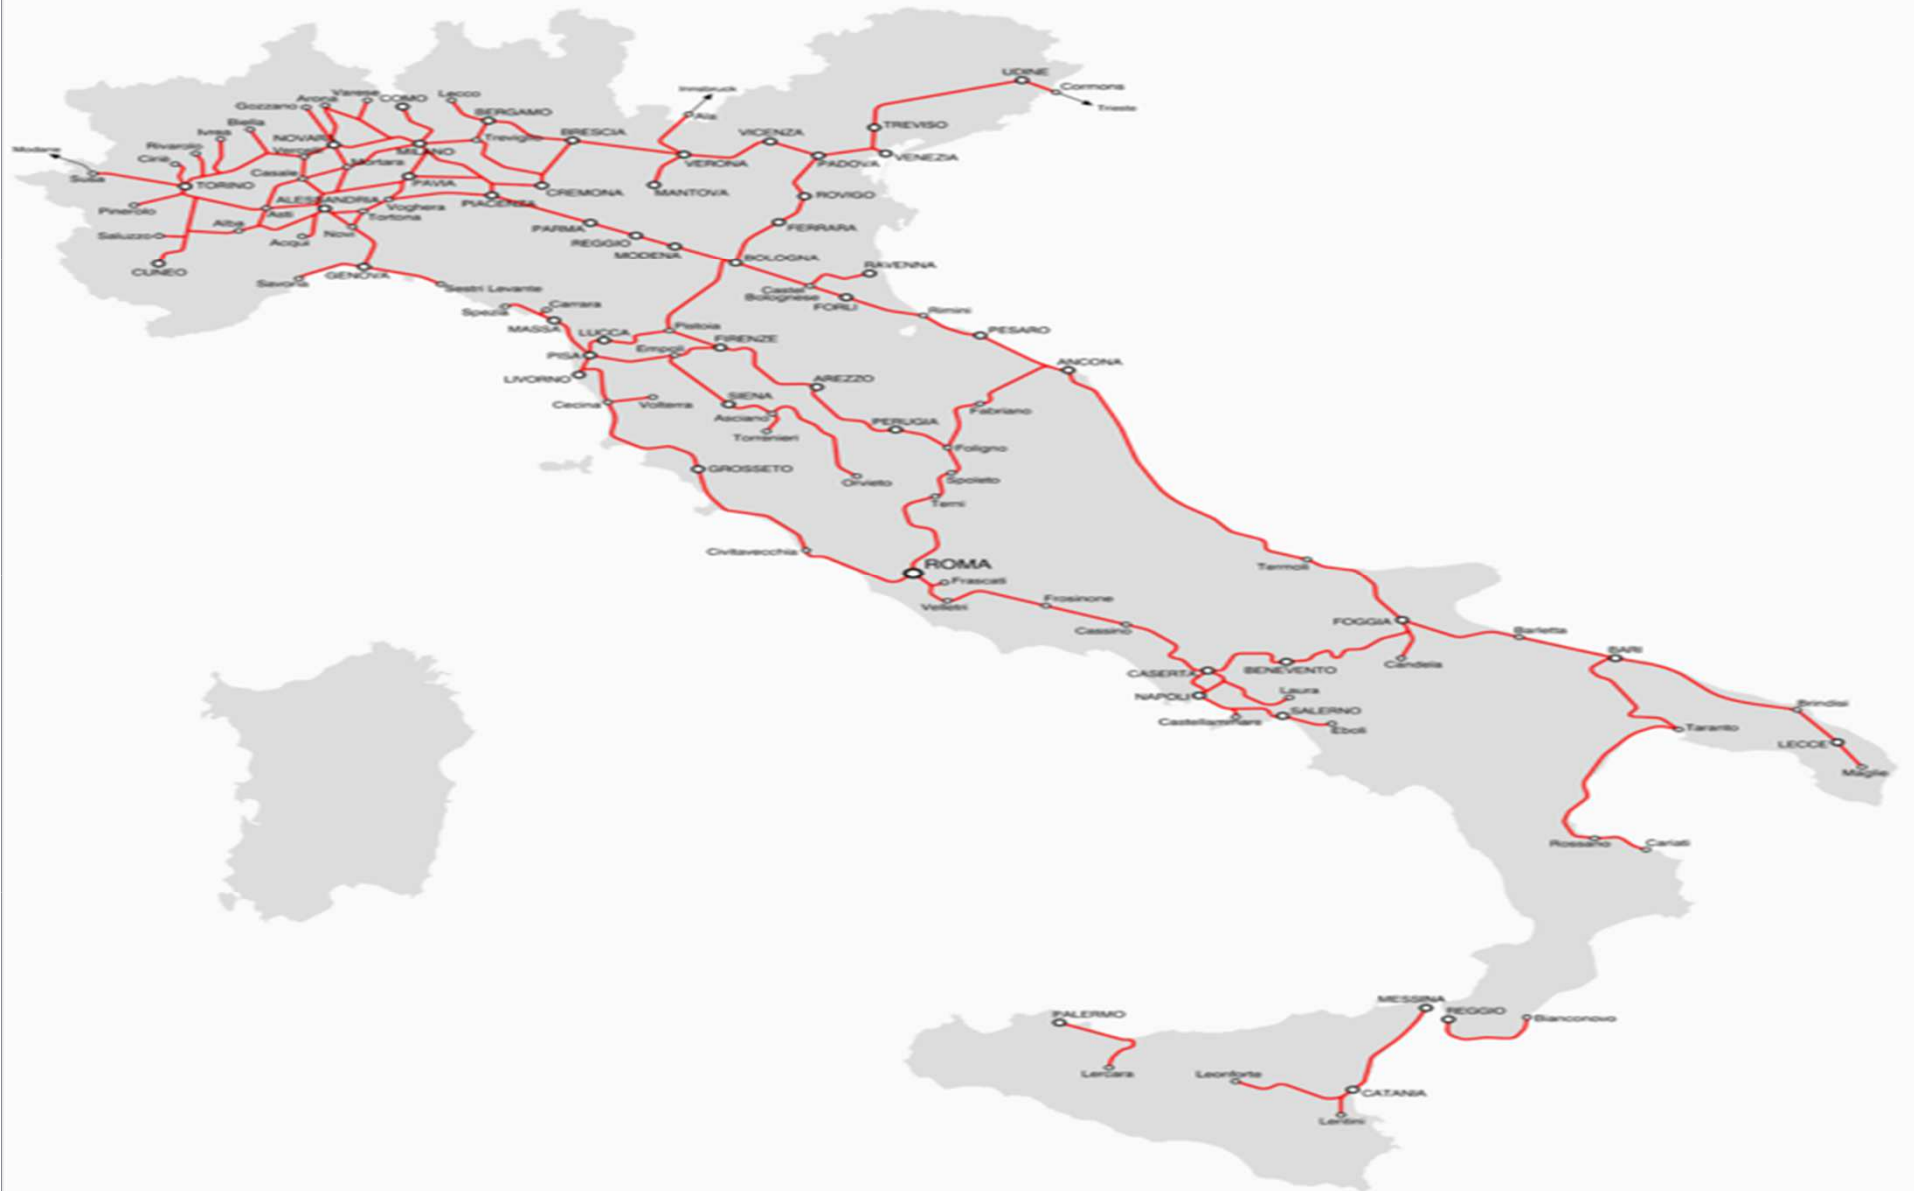 Innsbruck
Ala
UDINE
Cormons
Trieste
Varese
COMO
Lecco
Arona
Gozzano
BERGAMO
Biella
Ivrea
NOVARA
Treviglio
BRESCIA
VICENZA
TREVISO
Modane
Rivarolo
Vercelli
MILANO
VERONA
PADOVA
VENEZIA
Ciriè
Mortara
Susa
Casale
TORINO
PAVIA
CREMONA
MANTOVA
ROVIGO
ALESSANDRIA
Voghera
PIACENZA
Pinerolo
Asti
Tortona
Alba
PARMA
FERRARA
Saluzzo
Acqui
Novi
REGGIO
MODENA
BOLOGNA
CUNEO
GENOVA
RAVENNA
Savona
Sestri Levante
Castel
Bolognese
FORLI
Carrara
Spezia
Rimini
MASSA
LUCCA
Pistoia
PESARO
FIRENZE
PISA
Empoli
ANCONA
LIVORNO
AREZZO
SIENA
Cecina
Volterra
Asciano
Fabriano
PERUGIA
Torrenieri
Foligno
GROSSETO
Orvieto
Spoleto
Terni
Civitavecchia
ROMA
Termoli
Frascati
Velletri
Frosinone
Cassino
FOGGIA
Barletta
BARI
Candela
CASERTA
BENEVENTO
NAPOLI
Laura
Castellammare
SALERNO
Eboli
Brindisi
Taranto
LECCE
Maglie
Rossano
Cariati
MESSINA
REGGIO
Bianconovo
PALERMO
Lercara
Leonforte
CATANIA
Lentini